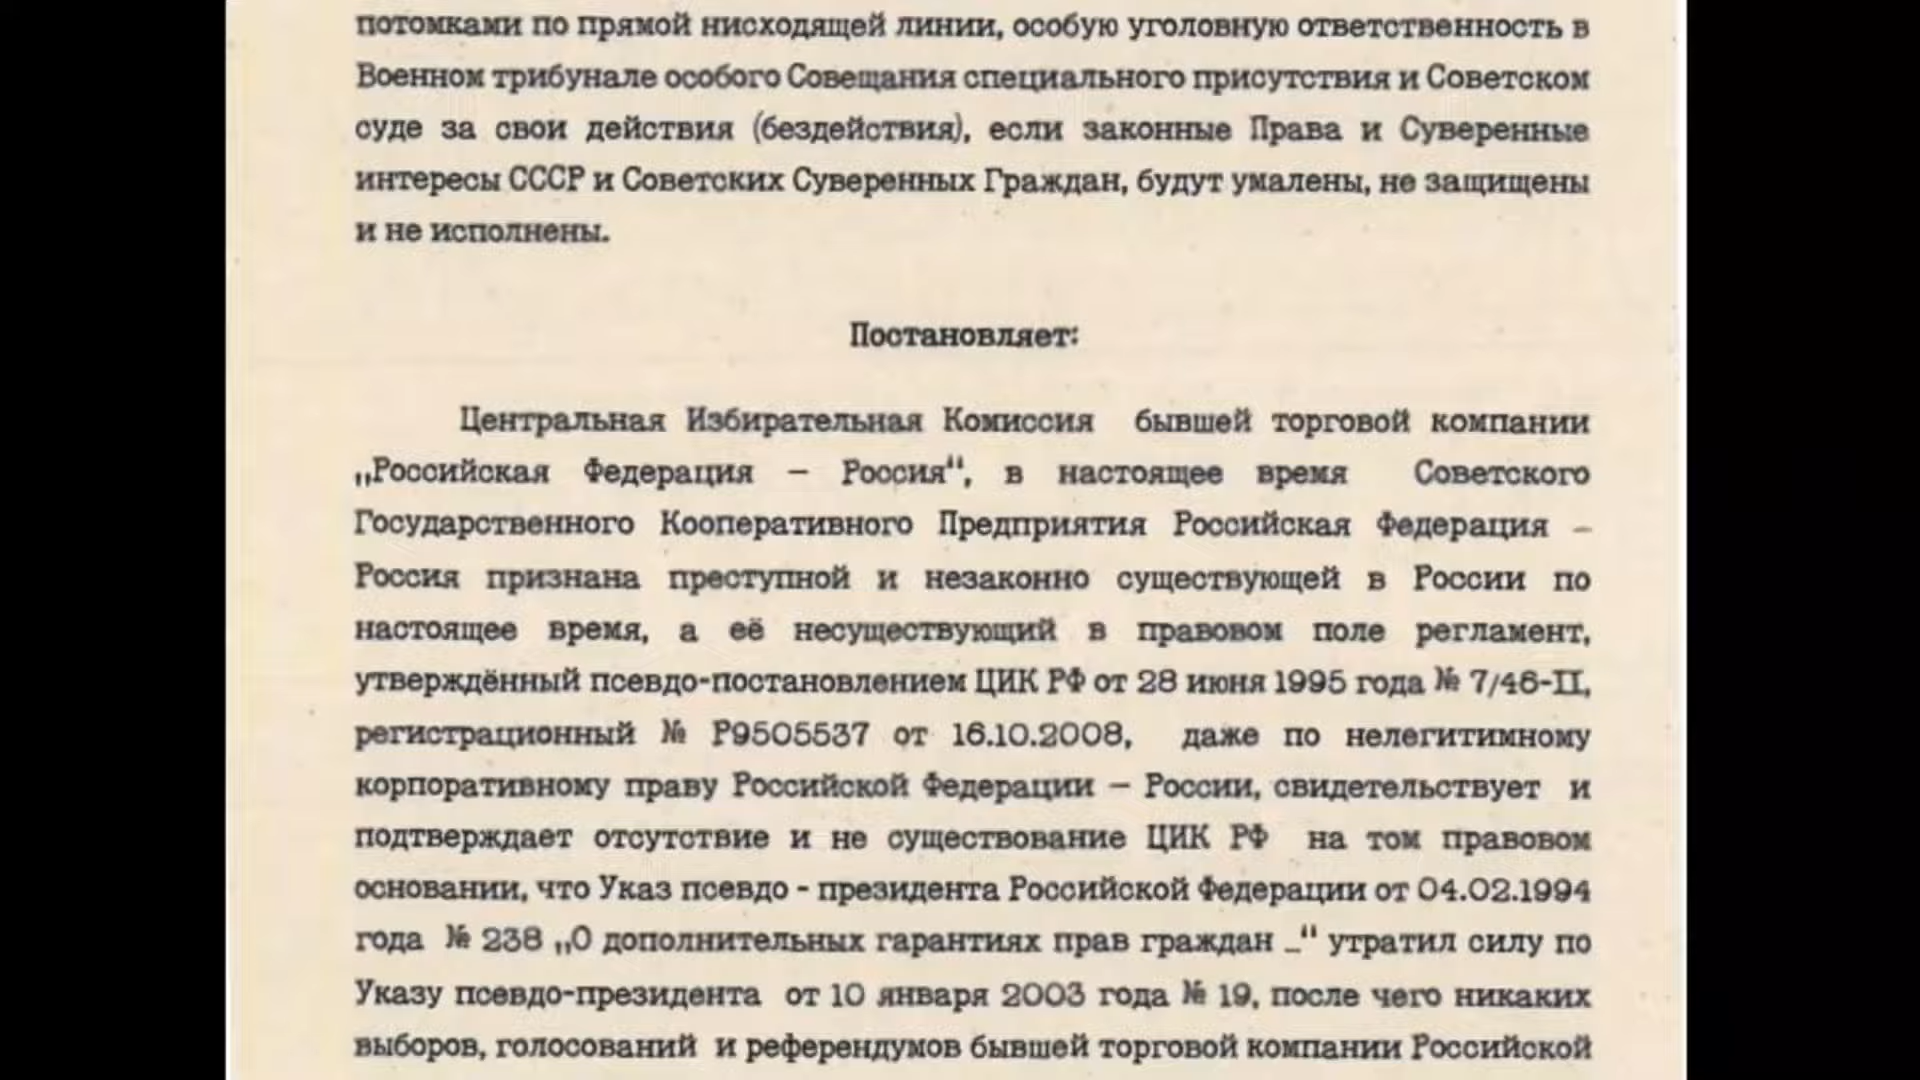 потомками по прямой нисходящей линии, особую уголовную ответственность в
Военном трибунале особого Совещания специального присутствия и Советском
суде за свои действия (бездействия), если законные Права и Суверенные
интересы СССР и Советских Суверенных Граждан, будут умалены, не защищены
и не исполнены.
Постановляет:
Центральная Избирательная Комиссия бывшей торговой компании
„Российская Федерация – Россия“, в настоящее время Советского
Государственного Кооперативного Предприятия Российская Федерация –
Россия признана преступной и незаконно существующей в России по
настоящее время, а её несуществующий в правовом поле регламент,
утверждённый псевдо-постановлением ЦИК РФ от 28 июня 1995 года № 7/46-II,
регистрационный № Р9505537 от 16.10.2008, даже по нелегитимному
корпоративному праву Российской Федерации – России, свидетельствует и
подтверждает отсутствие и не существование ЦИК РФ на том правовом
основании, что Указ псевдо - президента Российской Федерации от 04.02.1994
года № 238 „О дополнительных гарантиях прав граждан _“ утратил силу по
Указу псевдо-президента от 10 января 2003 года № 19, после чего никаких
выборов, голосований и референдумов бывшей торговой компании Российской